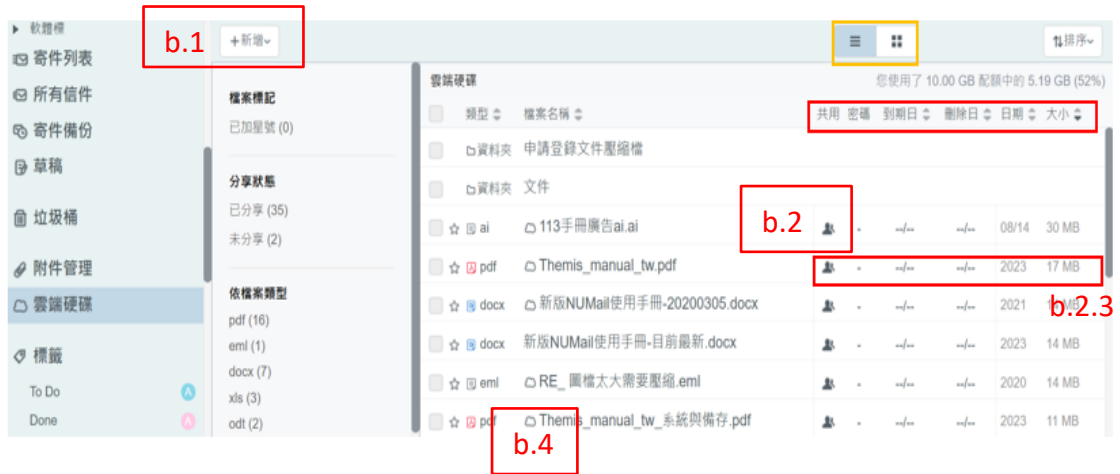 軟體標
寄件列表
所有信件
寄件備份
草稿
垃圾桶
附件管理
雲端硬碟
標籤
To Do A
Done A
b.1
+新增
檔案標記
已加星號 (0)
分享狀態
已分享 (35)
未分享 (2)
依檔案類型
pdf (16)
eml (1)
docx (7)
xls (3)
odt (2)
排序
雲端硬碟 您使用了 10.00 GB 配額中的 5.19 GB (52%)
類型 檔案名稱 共用 密碼 到期日 刪除日 日期 大小
資料夾 申請登錄文件壓縮檔
資料夾 文件
b.2
ai 113手冊廣告ai.ai - --/-- --/-- 08/14 30 MB
pdf Themis_manual_tw.pdf - --/-- --/-- 2023 17 MB
b.2.3
docx 新版NUMail使用手冊-20200305.docx - --/-- --/-- 2021 MB
docx 新版NUMail使用手冊-目前最新.docx - --/-- --/-- 2023 14 MB
eml RE_ 圖檔太大需要壓縮.eml - --/-- --/-- 2020 14 MB
pdf Themis_manual_tw_系統與備存.pdf - --/-- --/-- 2023 11 MB
b.4